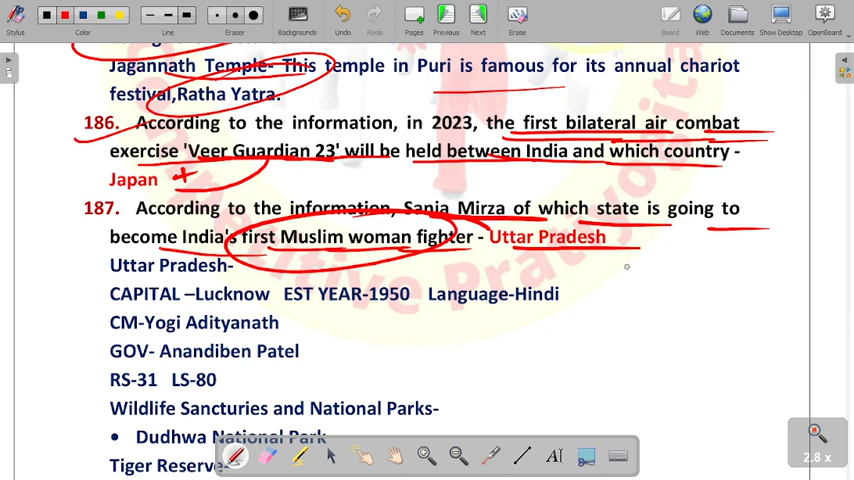 Stylus Color Line Eraser Backgrounds Undo Redo Pages Previous Next Erase Board Web Documents Show Desktop OpenBoard
Jagannath Temple- This temple in Puri is famous for its annual chariot
festival,Ratha Yatra.
186. According to the information, in 2023, the first bilateral air combat
exercise 'Veer Guardian 23' will be held between India and which country -
Japan
187. According to the information, Sania Mirza of which state is going to
become India's first Muslim woman fighter - Uttar Pradesh
Uttar Pradesh-
CAPITAL –Lucknow EST YEAR-1950 Language-Hindi
CM-Yogi Adityanath
GOV- Anandiben Patel
RS-31 LS-80
Wildlife Sancturies and National Parks-
• Dudhwa National Park
Tiger Reserve-
2.8 x